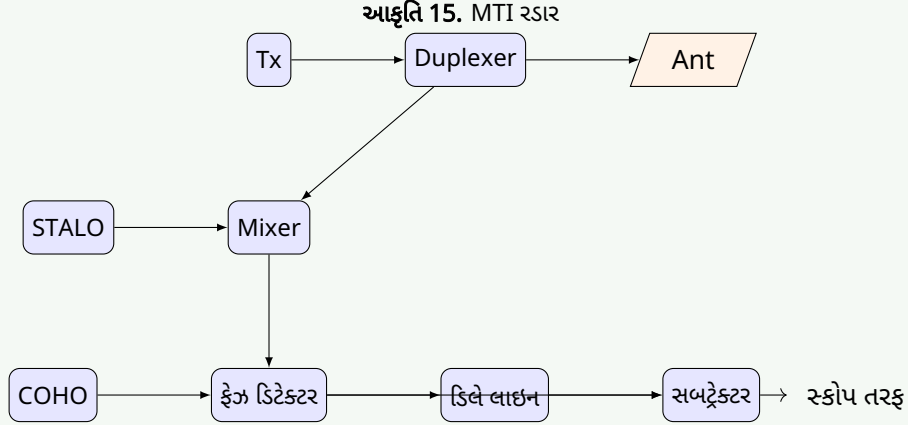 આકૃતિ 15. MTI રડાર
Tx
Duplexer
Ant
STALO
Mixer
COHO
ફેઝ ડિટેક્ટર
ડિલે લાઇન
સબટ્રેક્ટર
સ્કોપ તરફ